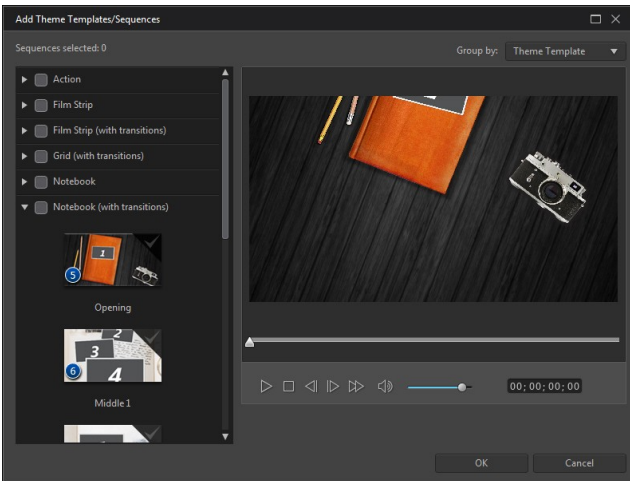 Add Theme Templates/Sequences
Sequences selected: 0
Group by: Theme Template
Action
Film Strip
Film Strip (with transitions)
Grid (with transitions)
Notebook
Notebook (with transitions)
1
5
Opening
2
3
6
4
Middle 1
00; 00; 00; 00
OK Cancel